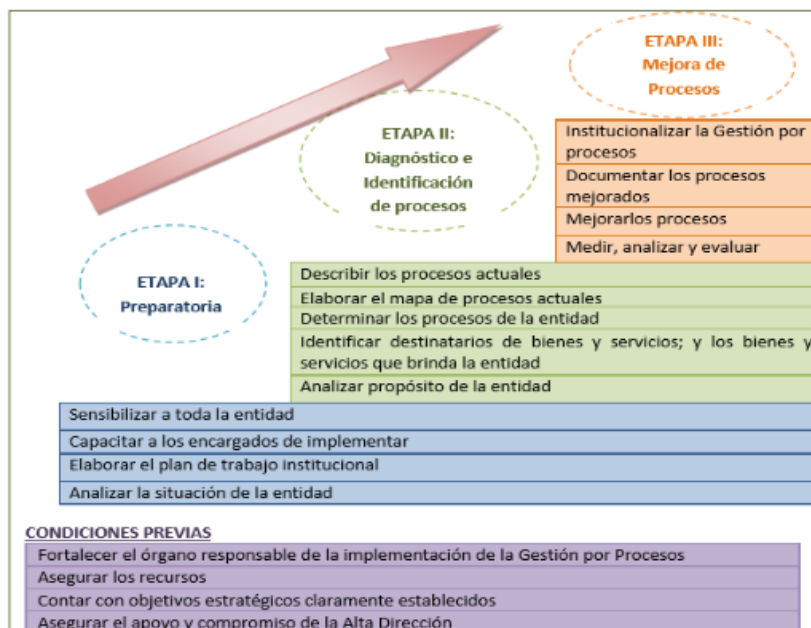 ETAPA III:
Mejora de
Procesos
ETAPA II:
Diagnóstico e
Identificación
de procesos
ETAPA I:
Preparatoria
Institucionalizar la Gestión por
procesos
Documentar los procesos
mejorados
Mejorarlos procesos
Medir, analizar y evaluar
Describir los procesos actuales
Elaborar el mapa de procesos actuales
Determinar los procesos de la entidad
Identificar destinatarios de bienes y servicios; y los bienes y
servicios que brinda la entidad
Analizar propósito de la entidad
Sensibilizar a toda la entidad
Capacitar a los encargados de implementar
Elaborar el plan de trabajo institucional
Analizar la situación de la entidad
CONDICIONES PREVIAS
Fortalecer el órgano responsable de la implementación de la Gestión por Procesos
Asegurar los recursos
Contar con objetivos estratégicos claramente establecidos
Asegurar el apoyo y compromiso de la Alta Dirección